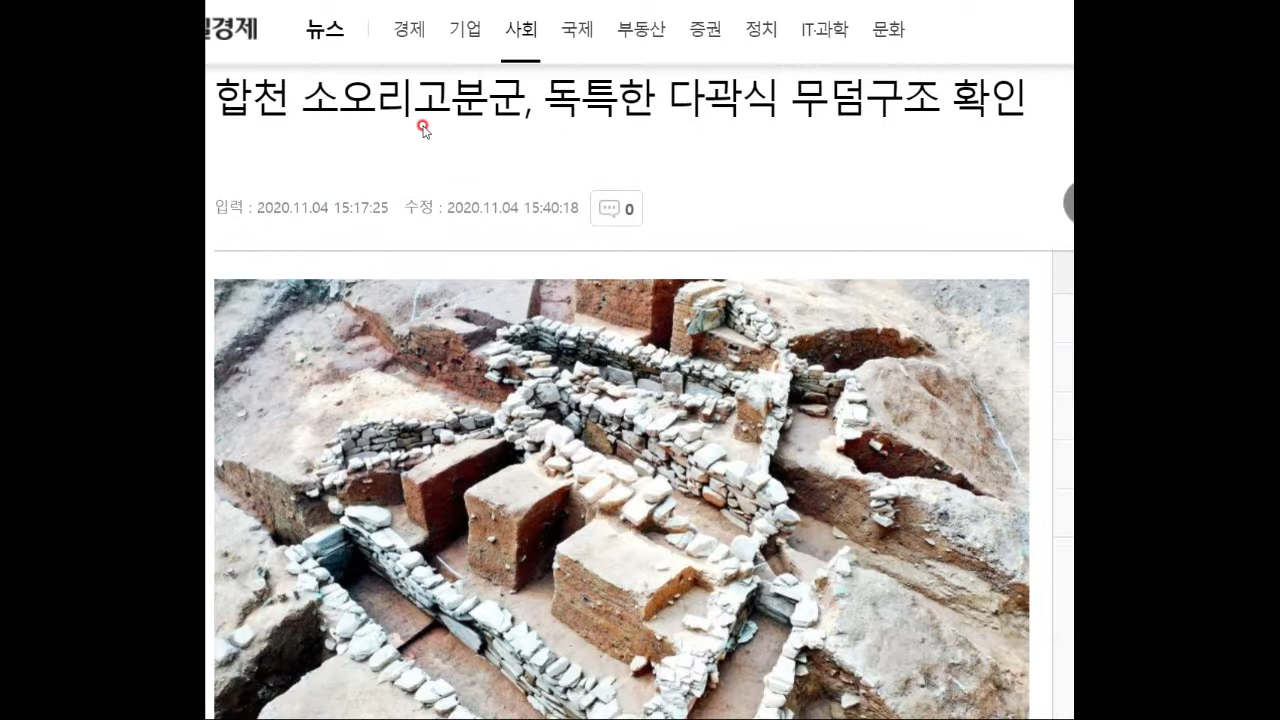 경제 뉴스 경제 기업 사회 국제 부동산 증권 정치 IT·과학 문화
합천 소오리고분군, 독특한 다곽식 무덤구조 확인
입력 : 2020.11.04 15:17:25 수정 : 2020.11.04 15:40:18 0